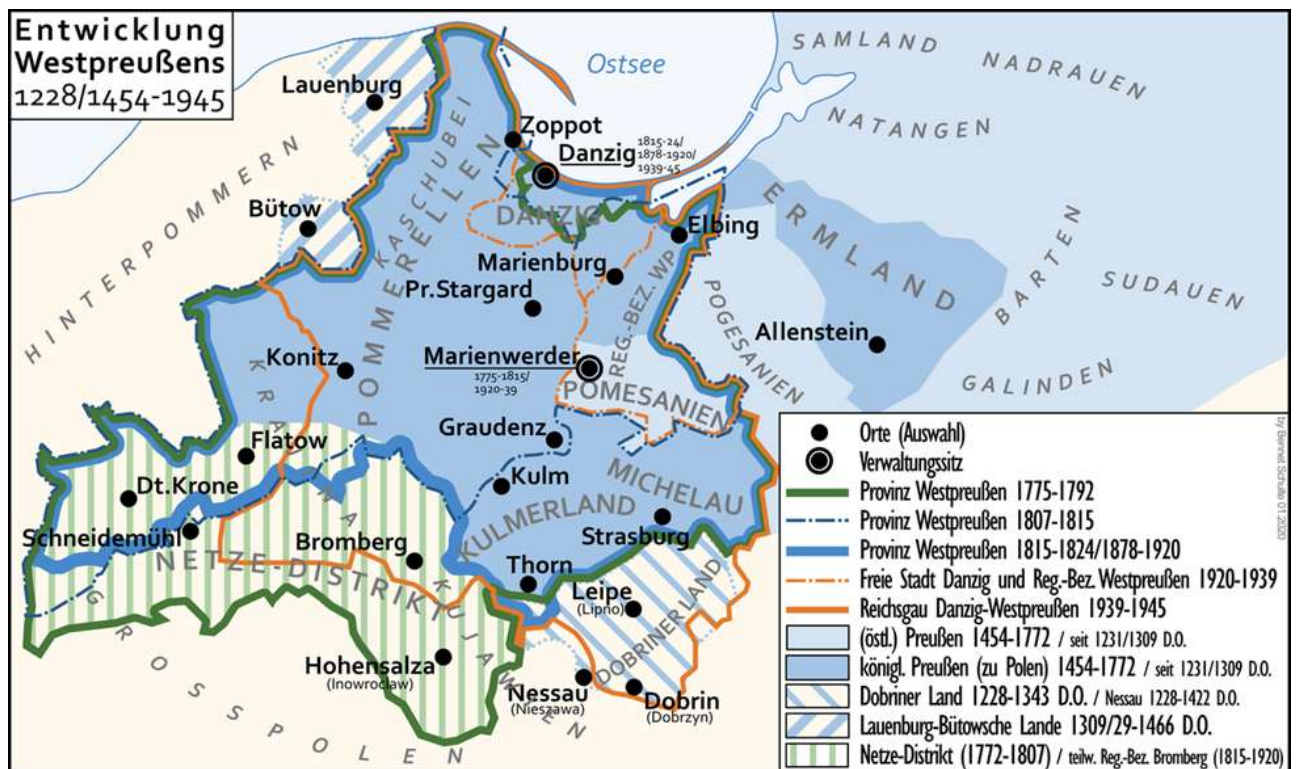 Entwicklung
Westpreußens
1228/1454-1945
Ostsee
SAMLAND
NADRAUEN
NATANGEN
Lauenburg
Zoppot
Danzig
1815-24/
1878-1920/
1939-45
KASCHUBEI
POMMERELLEN
HINTERPOMMERN
Bütow
DANZIG
Elbing
ERMLAND
BARTEN
SUDAUEN
Marienburg
REG.-BEZ. WP
Pr.Stargard
POGESANIEN
Allenstein
GALINDEN
Konitz
Marienwerder
1775-1815/
1920-39
POMESANIEN
KRAJNA
Graudenz
Flatow
Kulm
MICHELAU
KULMERLAND
Dt.Krone
Schneidemühl
Strasburg
NETZE-DISTRIKT
Bromberg
Thorn
Leipe
(Lipno)
DOBRINER LAND
KUJAWIEN
GROSSPOLEN
Hohensalza
(Inowroclaw)
Nessau
(Nieszawa)
Dobrin
(Dobrzyn)
Orte (Auswahl)
Verwaltungssitz
Provinz Westpreußen 1775-1792
Provinz Westpreußen 1807-1815
Provinz Westpreußen 1815-1824/1878-1920
Freie Stadt Danzig und Reg.-Bez. Westpreußen 1920-1939
Reichsgau Danzig-Westpreußen 1939-1945
(östl.) Preußen 1454-1772 / seit 1231/1309 D.O.
königl. Preußen (zu Polen) 1454-1772 / seit 1231/1309 D.O.
Dobriner Land 1228-1343 D.O. / Nessau 1228-1422 D.O.
Lauenburg-Bütowsche Lande 1309/29-1466 D.O.
Netze-Distrikt (1772-1807) / teilw. Reg.-Bez. Bromberg (1815-1920)
by Bennet Schulte 01.2020